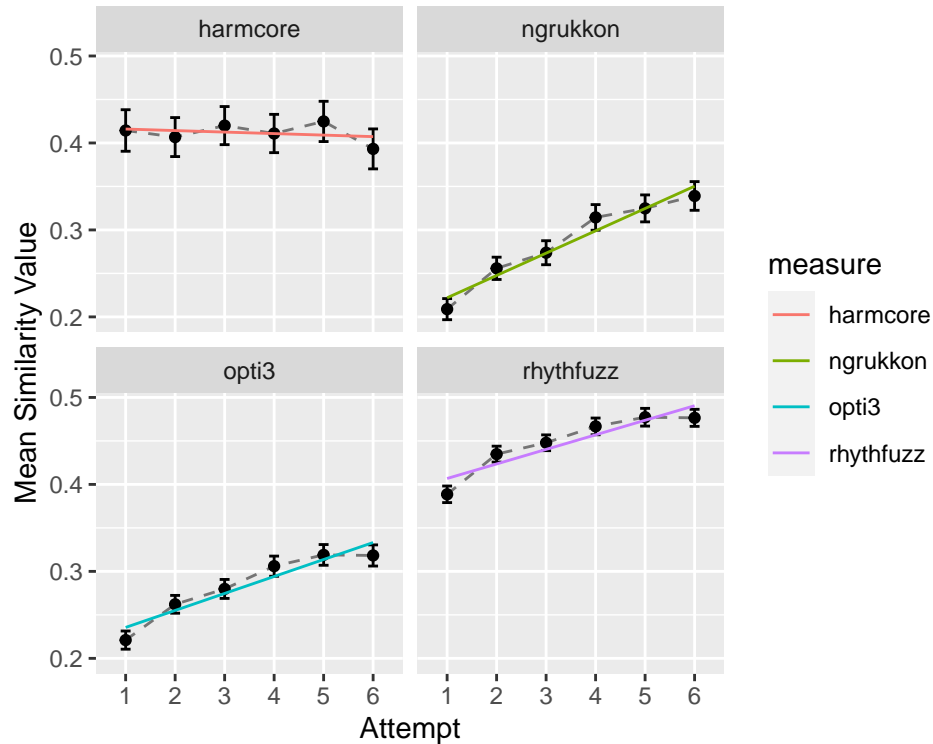 harmcore
ngrukkon
0.5
0.4
0.3
0.2
opti3
rhythfuzz
0.5
0.4
0.3
0.2
1 2 3 4 5 6
1 2 3 4 5 6
Attempt
Mean Similarity Value
measure
harmcore
ngrukkon
opti3
rhythfuzz